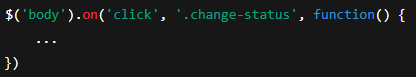 $('body').on('click', '.change-status', function() {
...
})